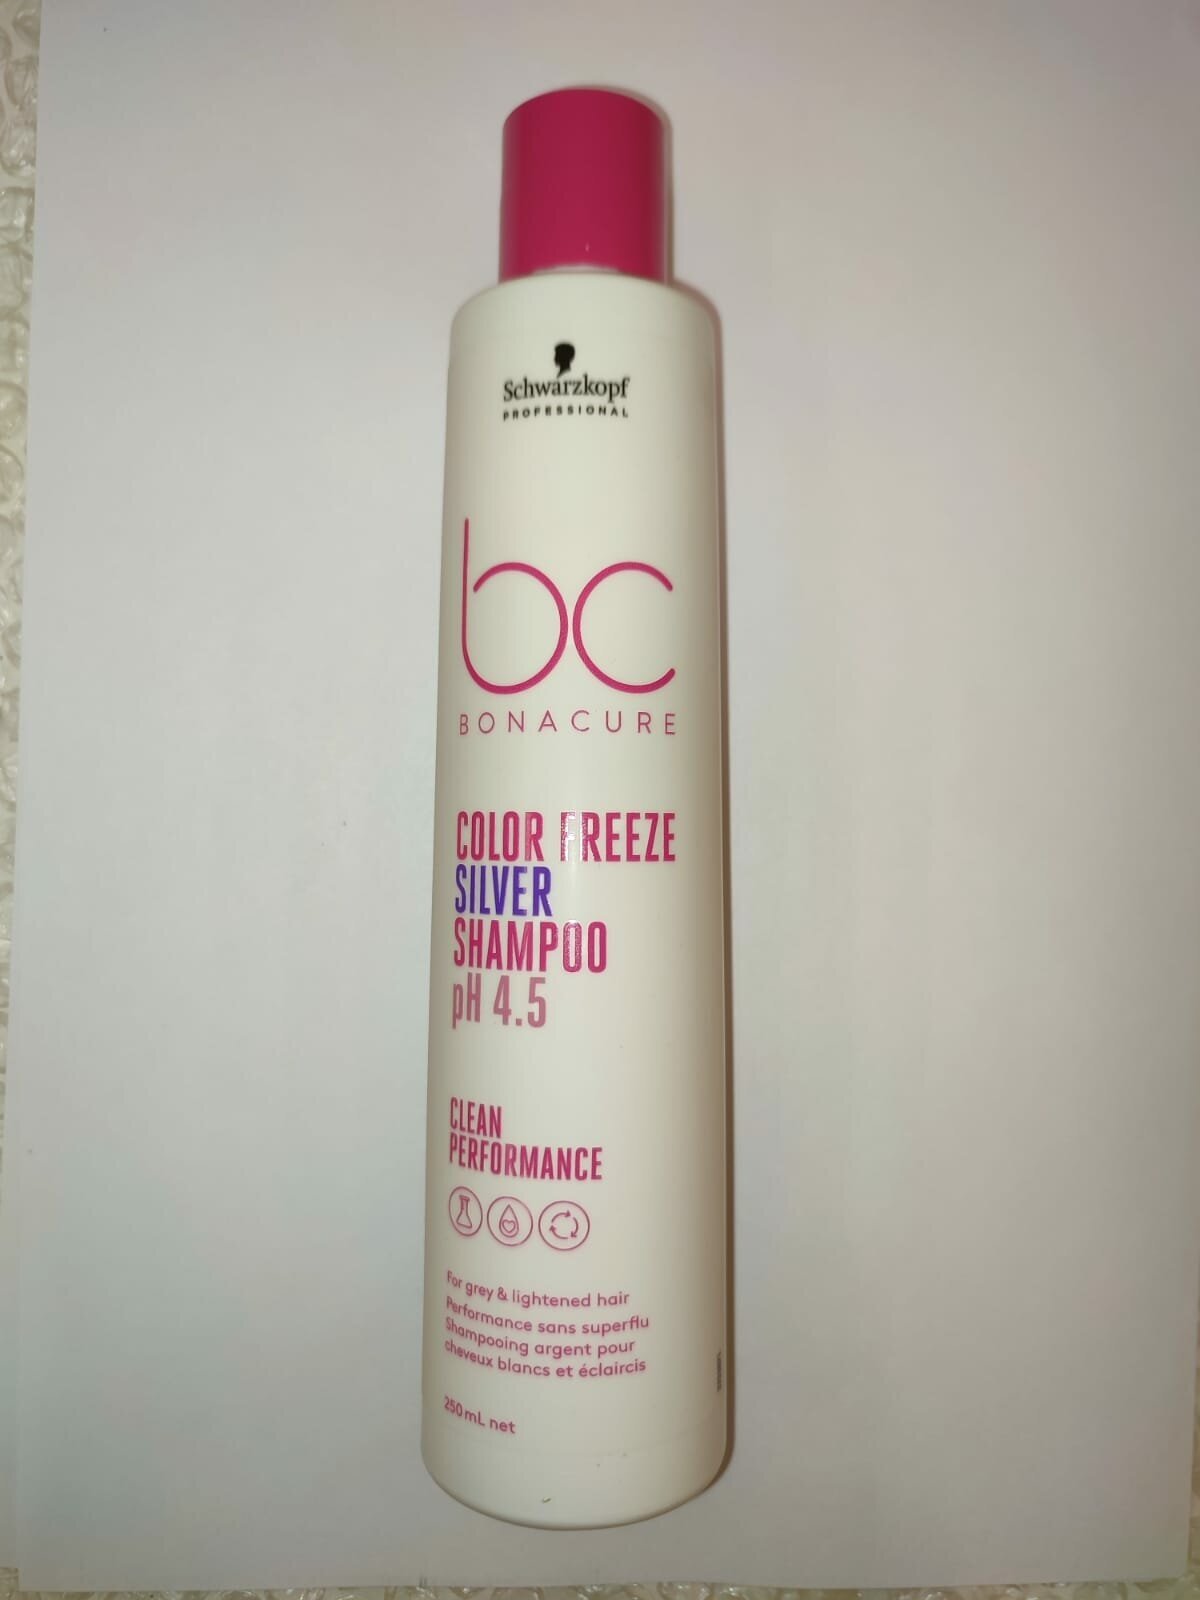 Schwarzkopf
PROFESSIONAL
bc
BONACURE
COLOR FREEZE
SILVER
SHAMPOO
pH 4.5
CLEAN
PERFORMANCE
For grey & lightened hair
Performance sans superflu
Shampooing argent pour
cheveux blancs et éclaircis
250mL net